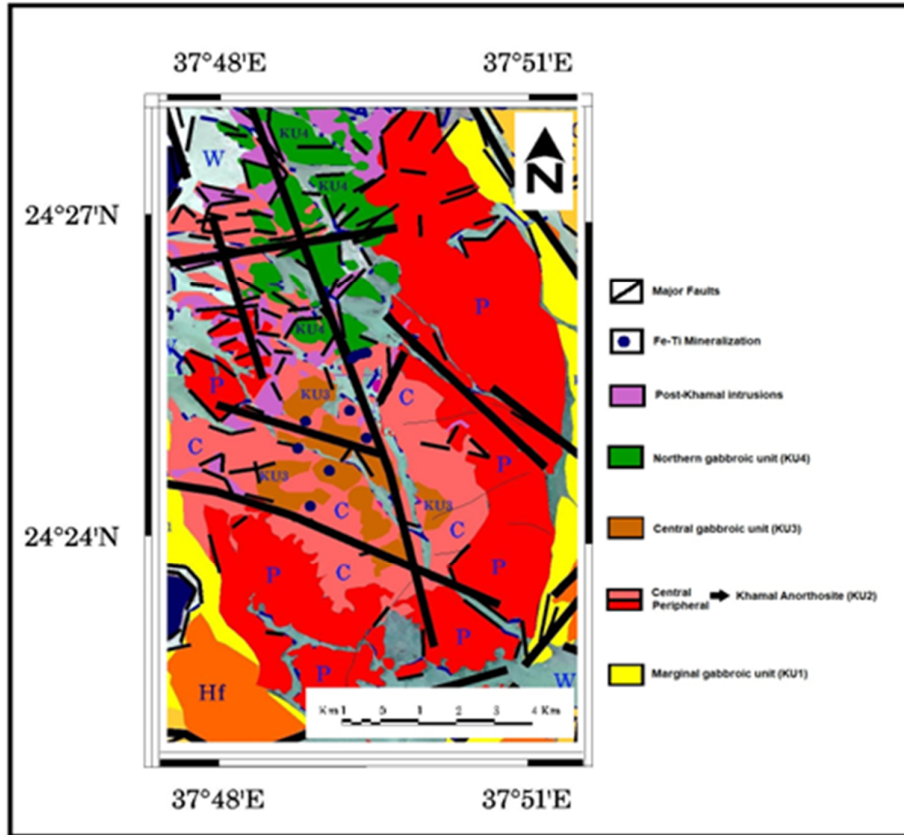 37°48'E
37°51'E
KU4
W
N
KU4
24°27'N
P
Major Faults
KU4
Fe-Ti Mineralization
P
KU3
C
Post-Khamal intrusions
C
Northern gabbroic unit (KU4)
P
KU3
KU3
C
Central gabbroic unit (KU3)
C
24°24'N
P
C
P
Central
Peripheral
Khamal Anorthosite (KU2)
P
P
W
Marginal gabbroic unit (KU1)
Hf
Km 1 0 1 2 3 4 Km
37°48'E
37°51'E